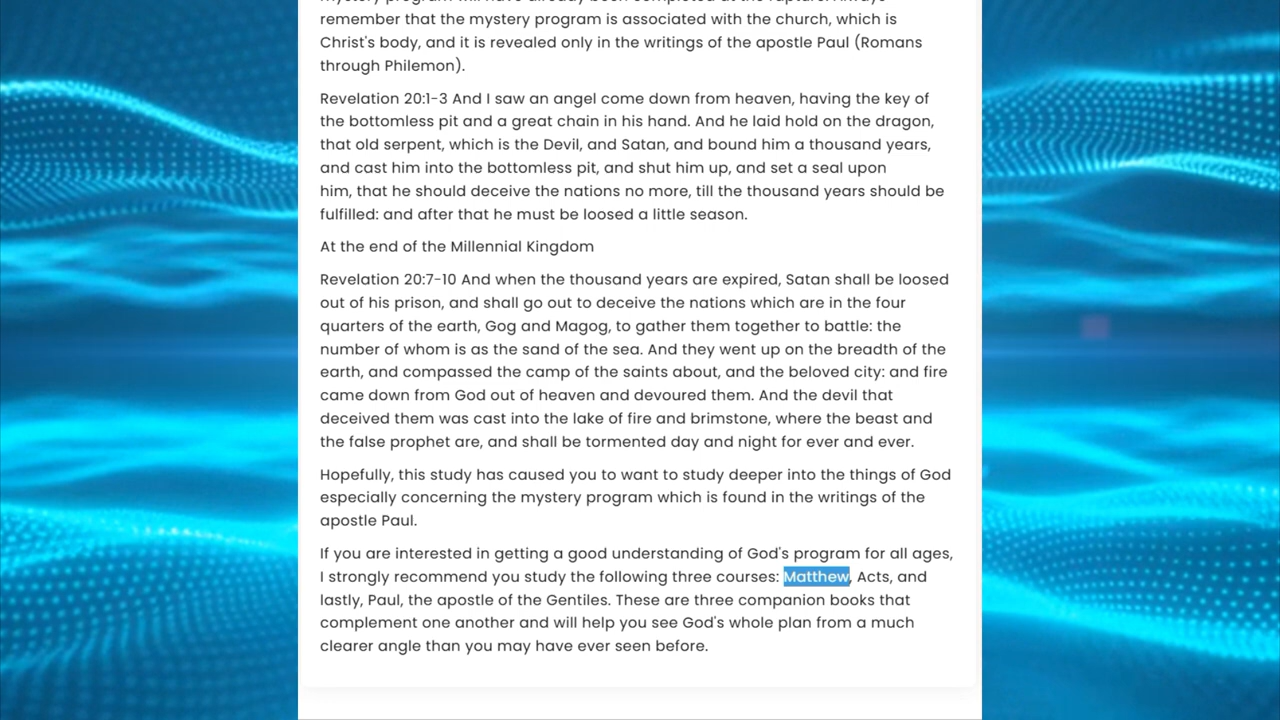 remember that the mystery program is associated with the church, which is
Christ's body, and it is revealed only in the writings of the apostle Paul (Romans
through Philemon).
Revelation 20:1-3 And I saw an angel come down from heaven, having the key of
the bottomless pit and a great chain in his hand. And he laid hold on the dragon,
that old serpent, which is the Devil, and Satan, and bound him a thousand years,
and cast him into the bottomless pit, and shut him up, and set a seal upon
him, that he should deceive the nations no more, till the thousand years should be
fulfilled: and after that he must be loosed a little season.
At the end of the Millennial Kingdom
Revelation 20:7-10 And when the thousand years are expired, Satan shall be loosed
out of his prison, and shall go out to deceive the nations which are in the four
quarters of the earth, Gog and Magog, to gather them together to battle: the
number of whom is as the sand of the sea. And they went up on the breadth of the
earth, and compassed the camp of the saints about, and the beloved city: and fire
came down from God out of heaven and devoured them. And the devil that
deceived them was cast into the lake of fire and brimstone, where the beast and
the false prophet are, and shall be tormented day and night for ever and ever.
Hopefully, this study has caused you to want to study deeper into the things of God
especially concerning the mystery program which is found in the writings of the
apostle Paul.
If you are interested in getting a good understanding of God's program for all ages,
I strongly recommend you study the following three courses: Matthew, Acts, and
lastly, Paul, the apostle of the Gentiles. These are three companion books that
complement one another and will help you see God's whole plan from a much
clearer angle than you may have ever seen before.